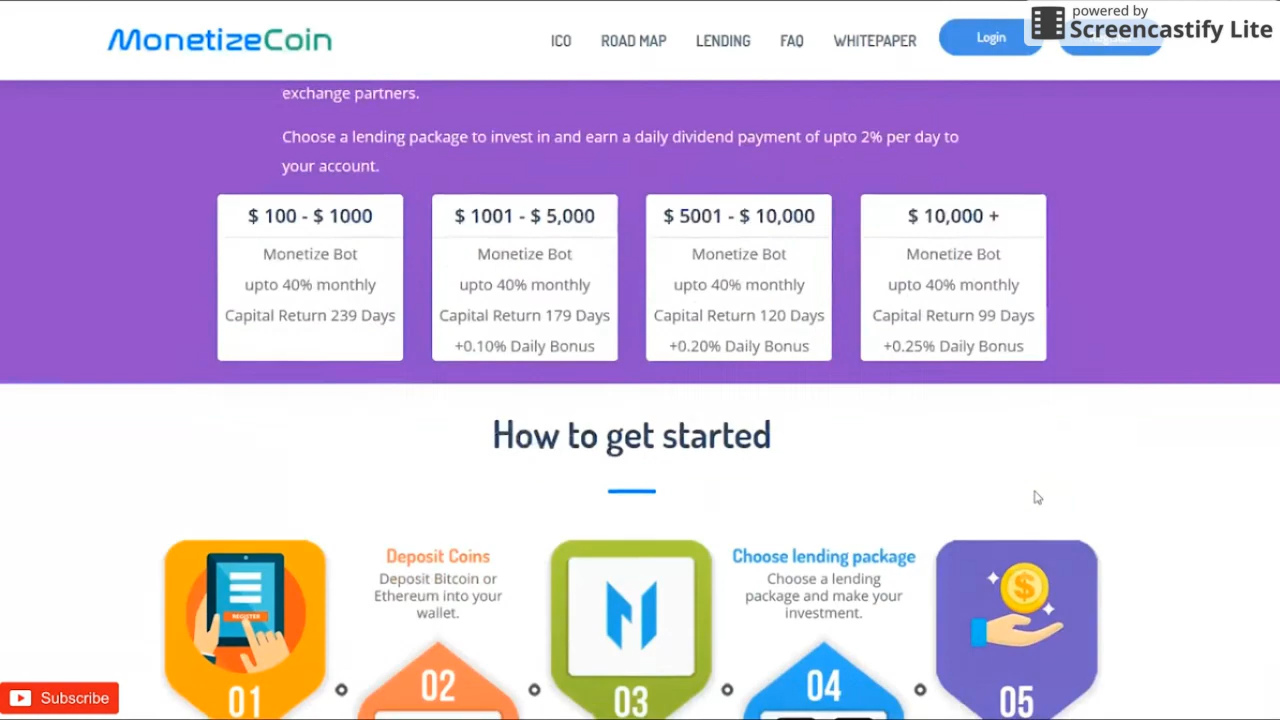 powered by
Screencastify Lite
MonetizeCoin
ICO ROAD MAP LENDING FAQ WHITEPAPER Login
exchange partners.
Choose a lending package to invest in and earn a daily dividend payment of upto 2% per day to
your account.
$ 100 - $ 1000
Monetize Bot
upto 40% monthly
Capital Return 239 Days
$ 1001 - $ 5,000
Monetize Bot
upto 40% monthly
Capital Return 179 Days
+0.10% Daily Bonus
$ 5001 - $ 10,000
Monetize Bot
upto 40% monthly
Capital Return 120 Days
+0.20% Daily Bonus
$ 10,000 +
Monetize Bot
upto 40% monthly
Capital Return 99 Days
+0.25% Daily Bonus
How to get started
REGISTER
01
Deposit Coins
Deposit Bitcoin or
Ethereum into your
wallet.
02
03
Choose lending package
Choose a lending
package and make your
investment.
04
$
05
Subscribe